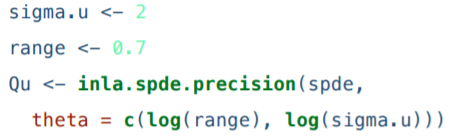 sigma.u <- 2
range <- 0.7
Qu <- inla.spde.precision(spde,
theta = c(log(range), log(sigma.u)))